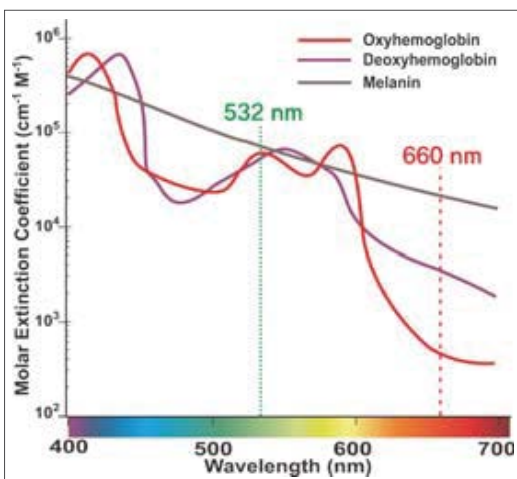 Oxyhemoglobin
Deoxyhemoglobin
Melanin
532 nm
660 nm
Molar Extinction Coefficient (cm⁻¹ M⁻¹)
10⁶
10⁵
10⁴
10³
10²
400
500
600
700
Wavelength (nm)